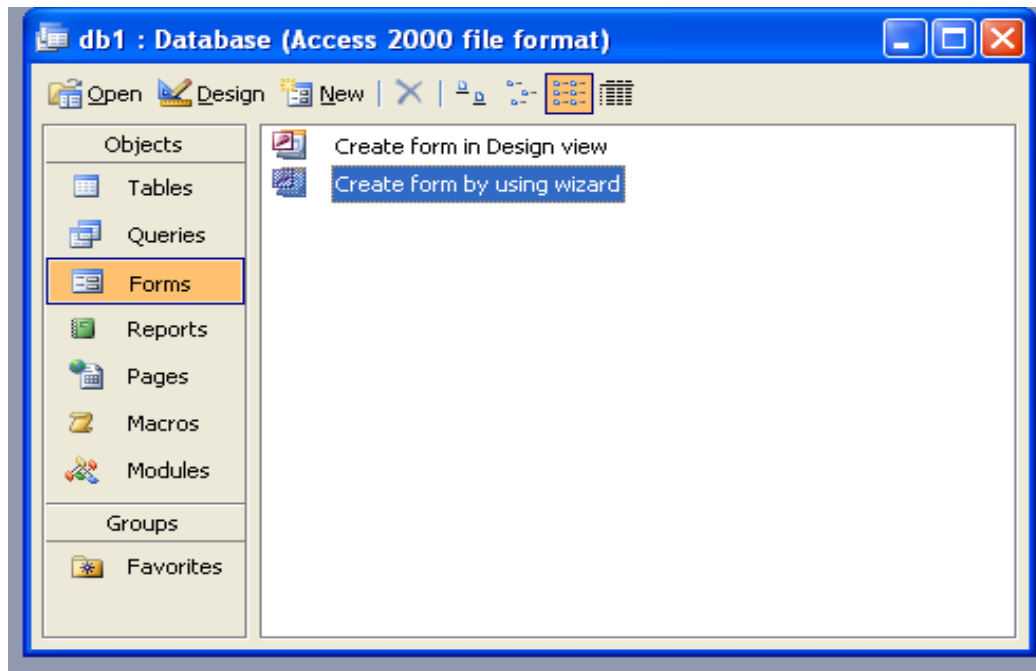 db1 : Database (Access 2000 file format)
Open Design New
Objects
Tables
Queries
Forms
Reports
Pages
Macros
Modules
Groups
Favorites
Create form in Design view
Create form by using wizard